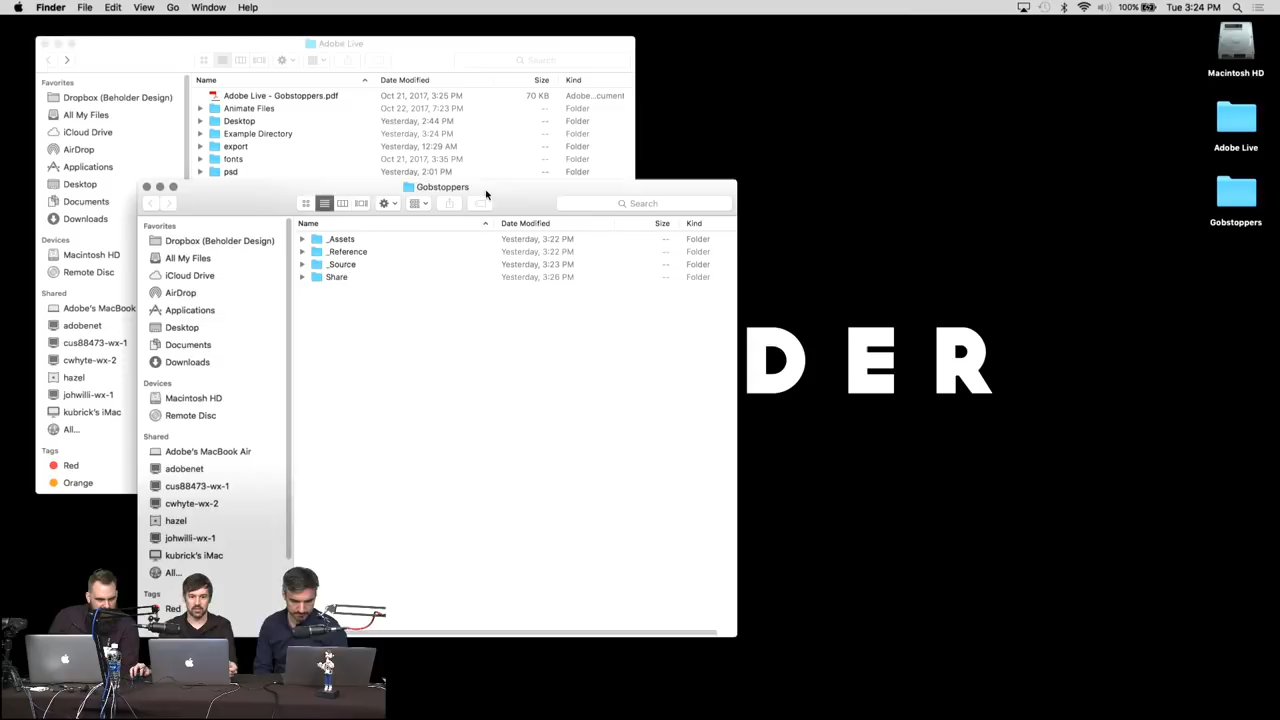 Finder File Edit View Go Window Help 100% Tue 3:24 PM
Macintosh HD
Adobe Live
Gobstoppers
Adobe Live
Search
Favorites
Dropbox (Beholder Design)
All My Files
iCloud Drive
AirDrop
Applications
Desktop
Documents
Downloads
Devices
Macintosh HD
Remote Disc
Shared
Adobe's MacBook
adobenet
cus88473-wx-1
cwhyte-wx-2
hazel
johwilli-wx-1
kubrick's iMac
All...
Tags
Red
Orange
Name Date Modified Size Kind
Adobe Live - Gobstoppers.pdf Oct 21, 2017, 3:25 PM 70 KB Adobe...cument
Animate Files Oct 22, 2017, 7:23 PM -- Folder
Desktop Yesterday, 2:44 PM -- Folder
Example Directory Yesterday, 3:24 PM -- Folder
export Yesterday, 12:29 AM -- Folder
fonts Oct 21, 2017, 3:35 PM -- Folder
psd Yesterday, 2:01 PM -- Folder
Gobstoppers
Search
Favorites
Dropbox (Beholder Design)
All My Files
iCloud Drive
AirDrop
Applications
Desktop
Documents
Downloads
Devices
Macintosh HD
Remote Disc
Shared
Adobe's MacBook Air
adobenet
cus88473-wx-1
cwhyte-wx-2
hazel
johwilli-wx-1
kubrick's iMac
All...
Tags
Red
Name Date Modified Size Kind
_Assets Yesterday, 3:22 PM -- Folder
_Reference Yesterday, 3:22 PM -- Folder
_Source Yesterday, 3:23 PM -- Folder
Share Yesterday, 3:26 PM -- Folder
DER